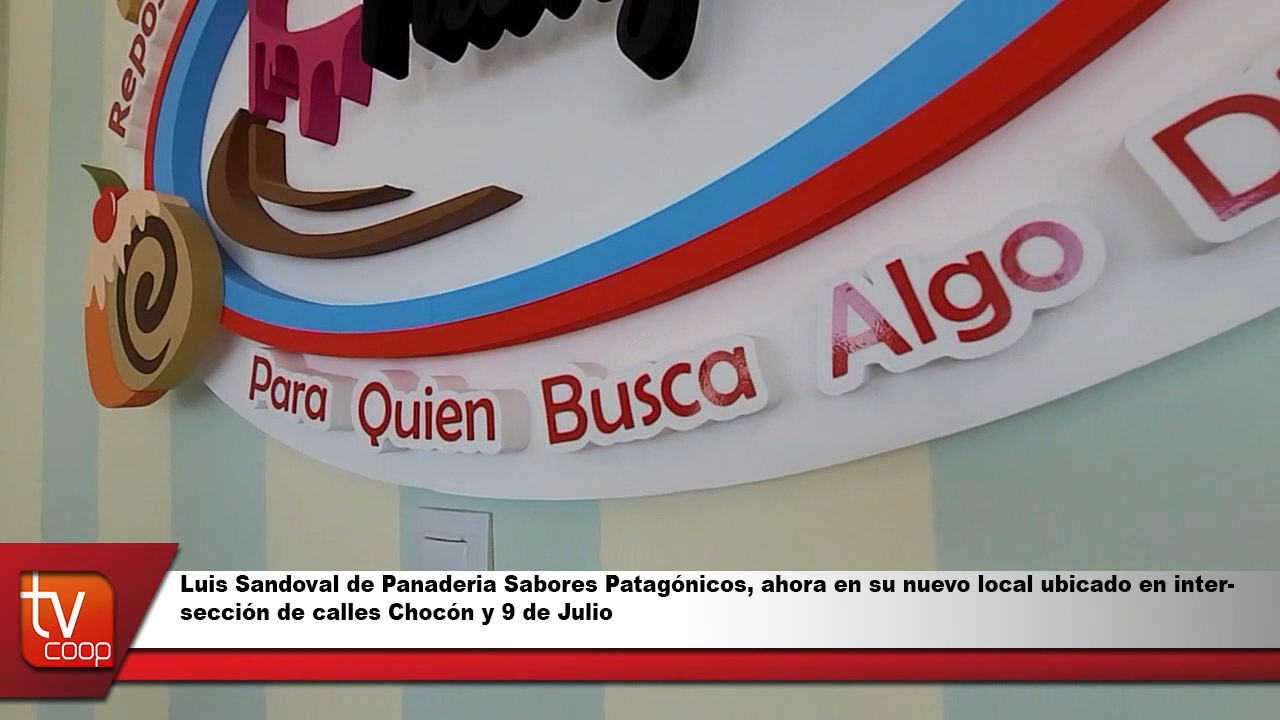 Repos
Para Quien Busca Algo D
tv
coop
Luis Sandoval de Panaderia Sabores Patagónicos, ahora en su nuevo local ubicado en inter-
sección de calles Chocón y 9 de Julio